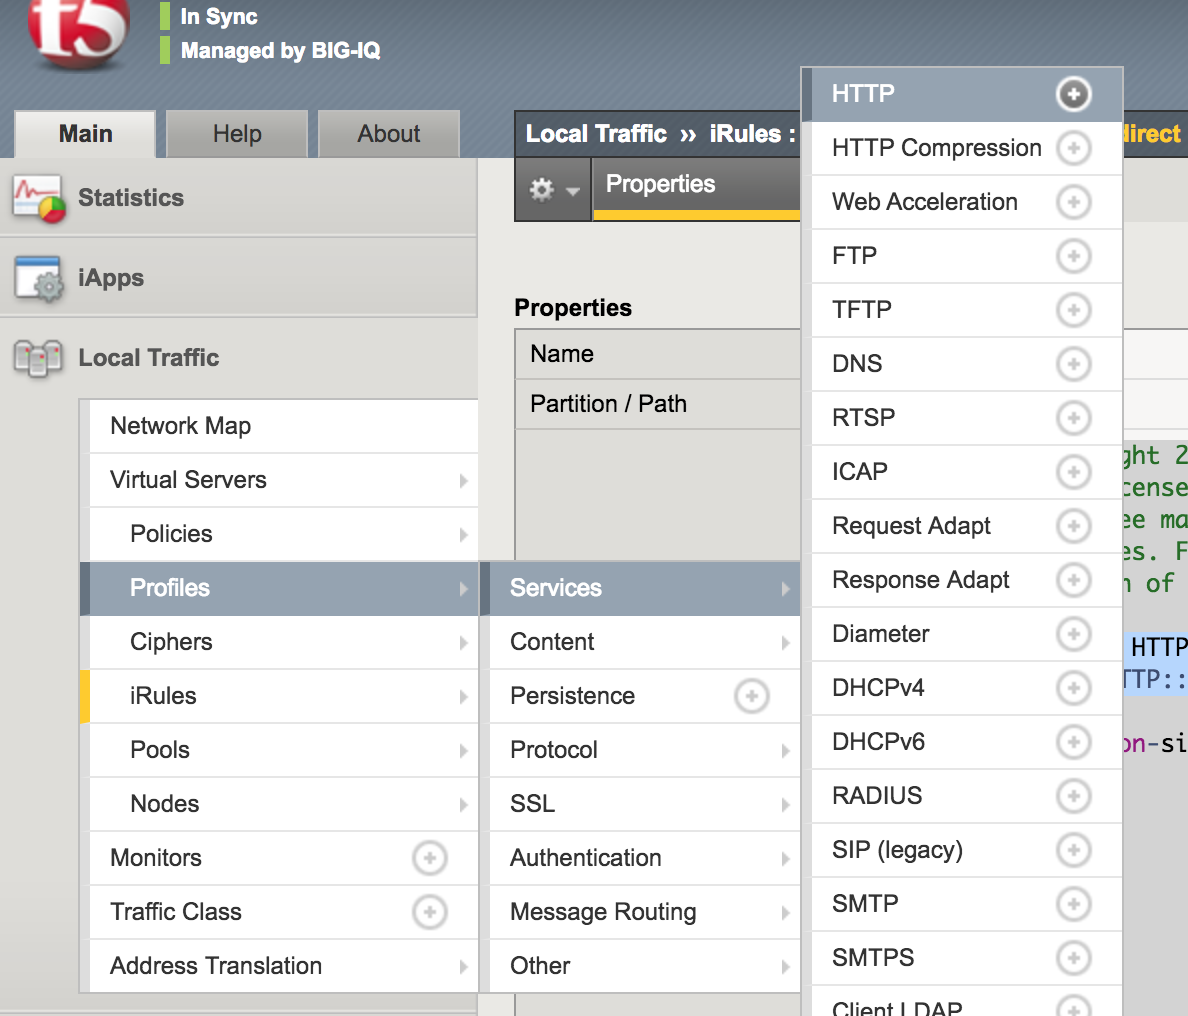 f5
In Sync
Managed by BIG-IQ
Main
Help
About
Statistics
iApps
Local Traffic
Network Map
Virtual Servers
Policies
Profiles
Ciphers
iRules
Pools
Nodes
Monitors
Traffic Class
Address Translation
Local Traffic ›› iRules :
direct
Properties
Properties
Name
Partition / Path
Services
Content
Persistence
Protocol
SSL
Authentication
Message Routing
Other
HTTP
HTTP Compression
Web Acceleration
FTP
TFTP
DNS
RTSP
ICAP
Request Adapt
Response Adapt
Diameter
DHCPv4
DHCPv6
RADIUS
SIP (legacy)
SMTP
SMTPS
Client LDAP
ght 2
cense
ee ma
es. F
of
HTTP
TTP::
on-si